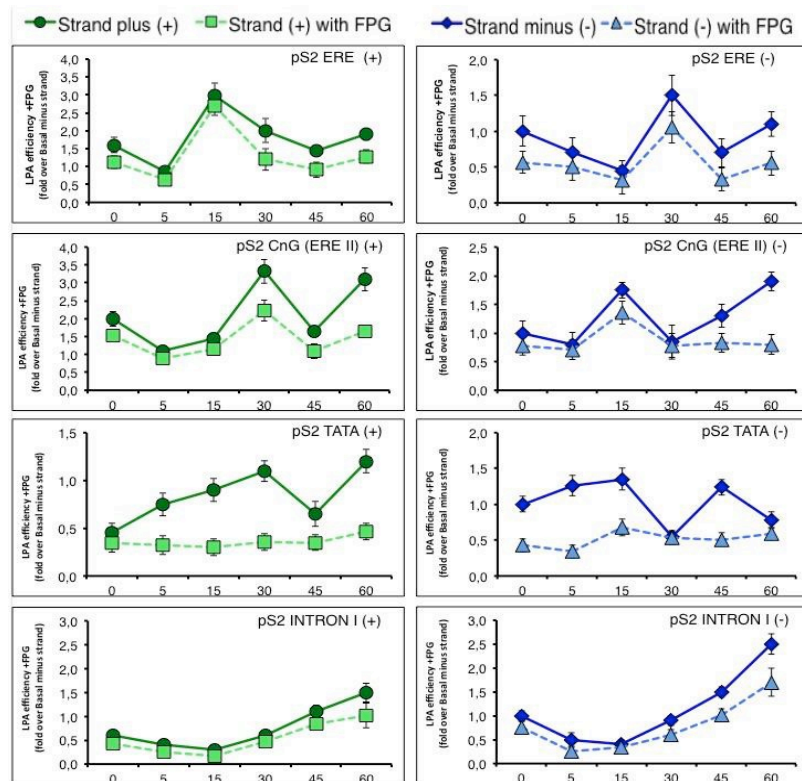 Strand plus (+) Strand (+) with FPG Strand minus (-) Strand (-) with FPG
pS2 ERE (+)
LPA efficiency +FPG
(fold over Basal minus strand)
4,0
3,5
3,0
2,5
2,0
1,5
1,0
0,5
0,0
0 5 15 30 45 60
pS2 ERE (-)
LPA efficiency +FPG
(fold over Basal minus strand)
2,0
1,5
1,0
0,5
0,0
0 5 15 30 45 60
pS2 CnG (ERE II) (+)
LPA efficiency +FPG
(fold over Basal minus strand)
4,0
3,5
3,0
2,5
2,0
1,5
1,0
0,5
0,0
0 5 15 30 45 60
pS2 CnG (ERE II) (-)
LPA efficiency +FPG
(fold over Basal minus strand)
2,5
2,0
1,5
1,0
0,5
0,0
0 5 15 30 45 60
pS2 TATA (+)
LPA efficiency +FPG
(fold over Basal minus strand)
1,5
1,0
0,5
0,0
0 5 15 30 45 60
pS2 TATA (-)
LPA efficiency +FPG
(fold over Basal minus strand)
2,0
1,5
1,0
0,5
0,0
0 5 15 30 45 60
pS2 INTRON I (+)
LPA efficiency +FPG
(fold over Basal minus strand)
3,0
2,5
2,0
1,5
1,0
0,5
0,0
0 5 15 30 45 60
pS2 INTRON I (-)
LPA efficiency +FPG
(fold over Basal minus strand)
3,0
2,5
2,0
1,5
1,0
0,5
0,0
0 5 15 30 45 60